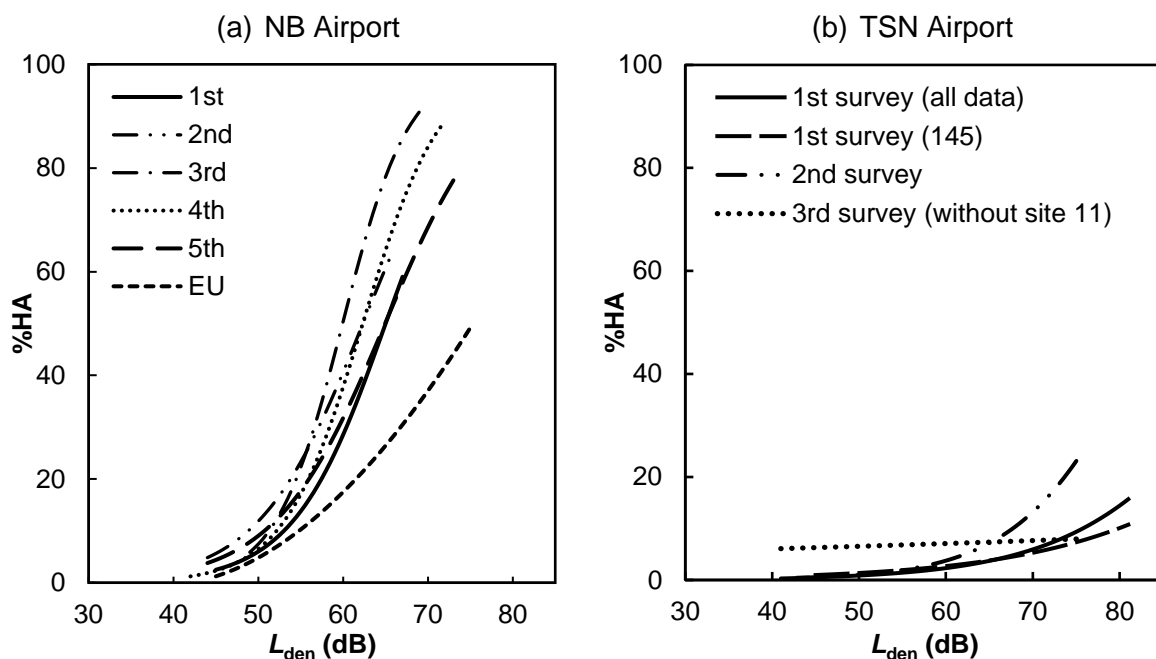 (a) NB Airport
100
80
60
40
20
0
%HA
1st
2nd
3rd
4th
5th
EU
30 40 50 60 70 80
Lden (dB)
(b) TSN Airport
100
80
60
40
20
0
%HA
1st survey (all data)
1st survey (145)
2nd survey
3rd survey (without site 11)
30 40 50 60 70 80
Lden (dB)